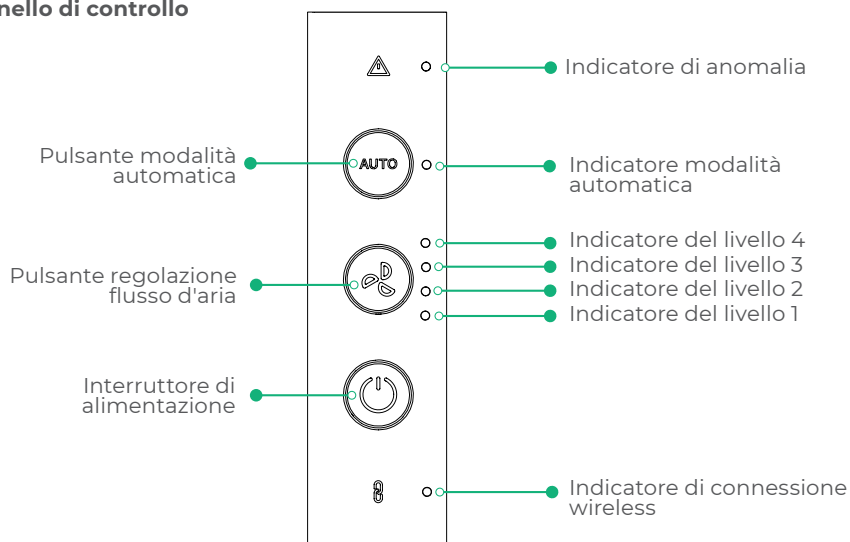 nello di controllo
Indicatore di anomalia
Pulsante modalità
automatica
AUTO
Indicatore modalità
automatica
Pulsante regolazione
flusso d'aria
Indicatore del livello 4
Indicatore del livello 3
Indicatore del livello 2
Indicatore del livello 1
Interruttore di
alimentazione
Indicatore di connessione
wireless